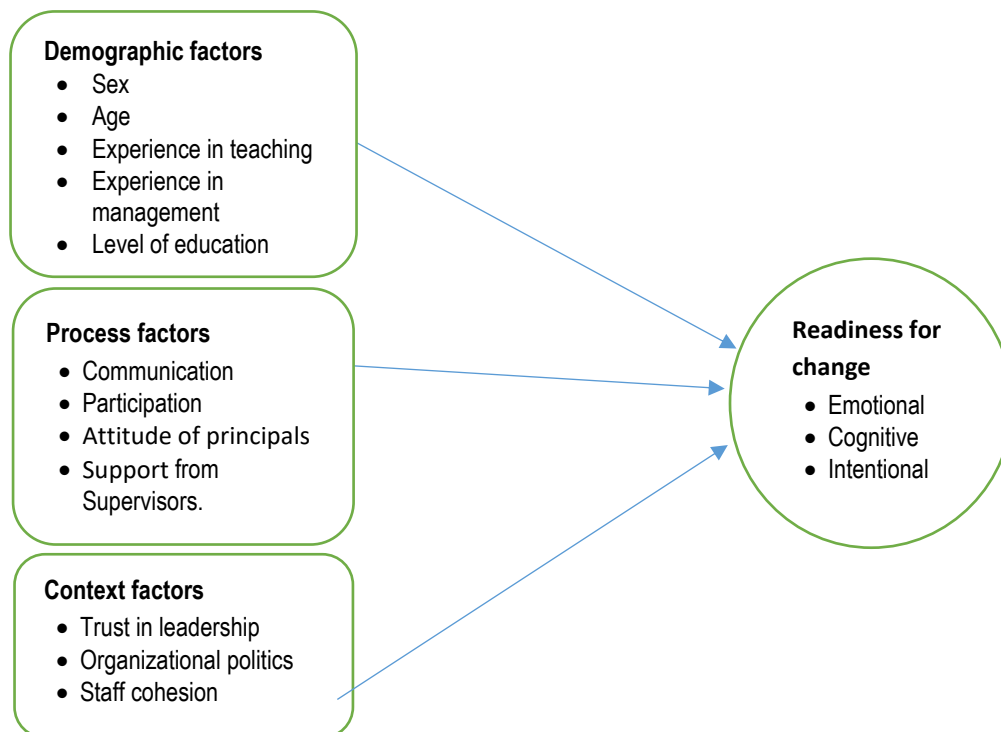 Demographic factors
• Sex
• Age
• Experience in teaching
• Experience in
management
• Level of education
Process factors
• Communication
• Participation
• Attitude of principals
• Support from
Supervisors.
Context factors
• Trust in leadership
• Organizational politics
• Staff cohesion
Readiness for
change
• Emotional
• Cognitive
• Intentional